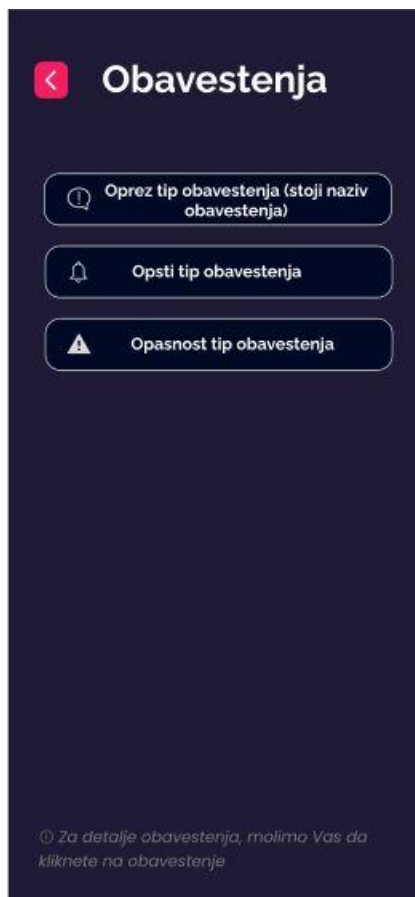 Obavestenja
Oprez tip obavestenja (stoji naziv
obavestenja)
Opsti tip obavestenja
Opasnost tip obavestenja
Za detalje obavestenja, molimo Vas da
kliknete na obavestenje